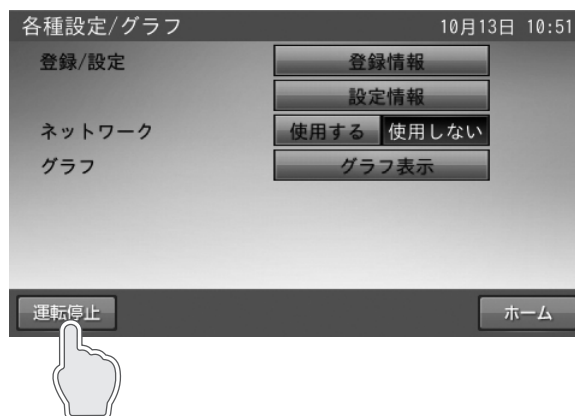 各種設定/グラフ 10月13日 10:51
登録/設定 登録情報
設定情報
ネットワーク 使用する 使用しない
グラフ グラフ表示
運転停止 ホーム